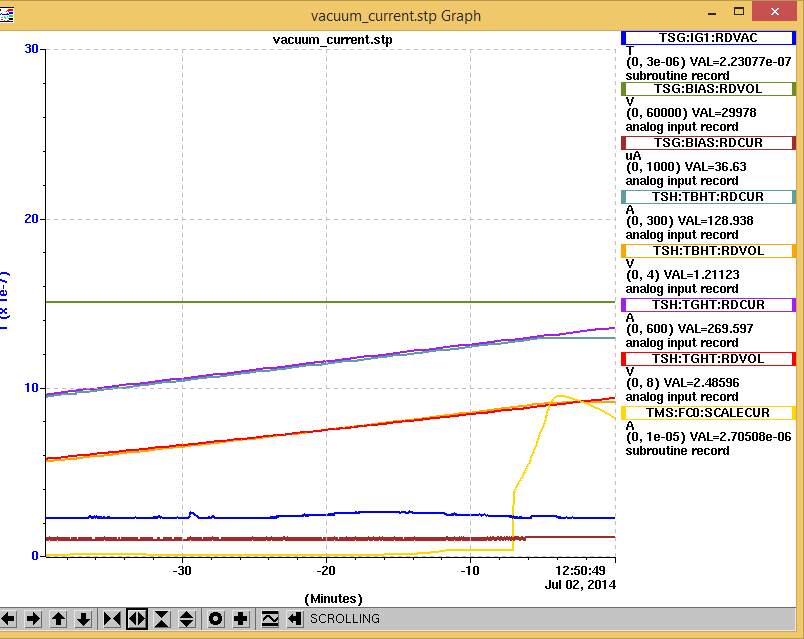 vacuum_current.stp Graph
vacuum_current.stp
30
20
10
0
T (x 1e-7)
-30
-20
-10
12:50:49
Jul 02, 2014
(Minutes)
TSG:IG1:RDVAC
T
(0, 3e-06) VAL=2.23077e-07
subroutine record
TSG:BIAS:RDVOL
V
(0, 60000) VAL=29978
analog input record
TSG:BIAS:RDCUR
uA
(0, 1000) VAL=36.63
analog input record
TSH:TBHT:RDCUR
A
(0, 300) VAL=128.938
analog input record
TSH:TBHT:RDVOL
V
(0, 4) VAL=1.21123
analog input record
TSH:TGHT:RDCUR
A
(0, 600) VAL=269.597
analog input record
TSH:TGHT:RDVOL
V
(0, 8) VAL=2.48596
analog input record
TMS:FC0:SCALECUR
A
(0, 1e-05) VAL=2.70508e-06
subroutine record
SCROLLING